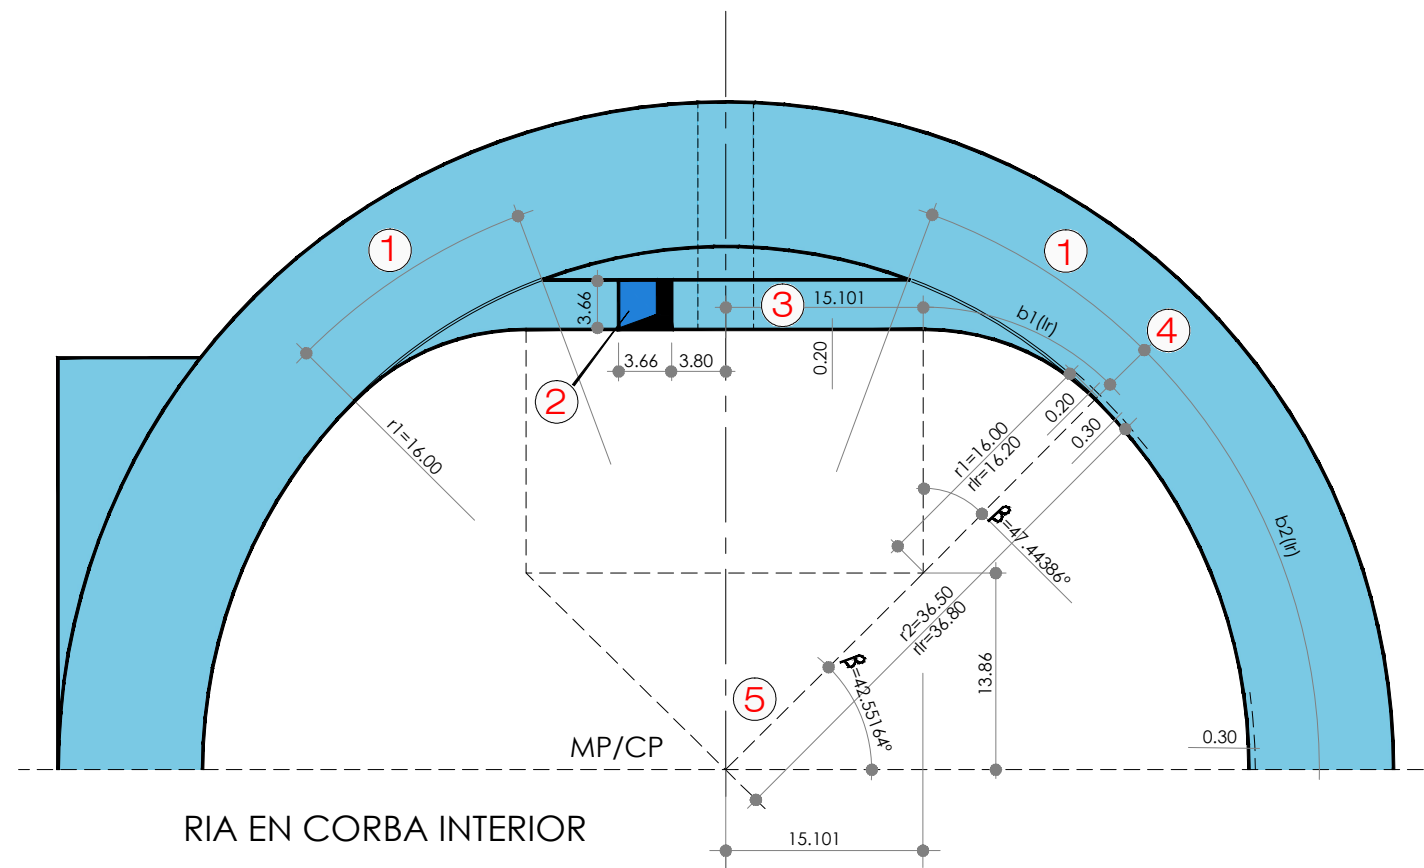 1
1
3.66
3
15.101
b1(lr)
4
r1=16.00
2
3.66
3.80
0.20
0.20
0.30
r1=16.00
rlr=16.20
β=47.44386°
b2(lr)
r2=36.50
rlr=36.80
13.86
β=42.55164°
5
MP/CP
0.30
RIA EN CORBA INTERIOR
15.101